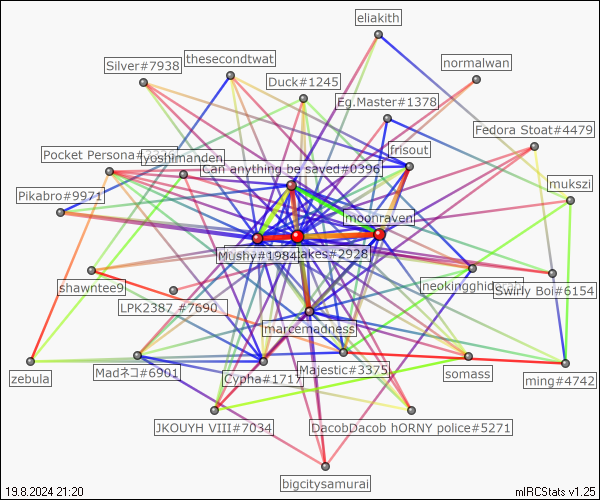 eliakith
thesecondtwat
normalwan
Silver#7938
Duck#1245
Eg.Master#1378
Fedora Stoat#4479
frisout
Pocket Persona
yoshimanden
Can anything be saved#0396
mukszi
Pikabro#9971
moonraven
Mushy#1984
akes#2928
neokingghid
Swirly Boi#6154
shawntee9
LPK2387 #7690
marcemadness
zebula
Madネコ#6901
Cypha#1717
Majestic#3375
somass
ming#4742
JKOUYH VIII#7034
DacobDacob hORNY police#5271
bigcitysamurai
19.8.2024 21:20
mIRCStats v1.25